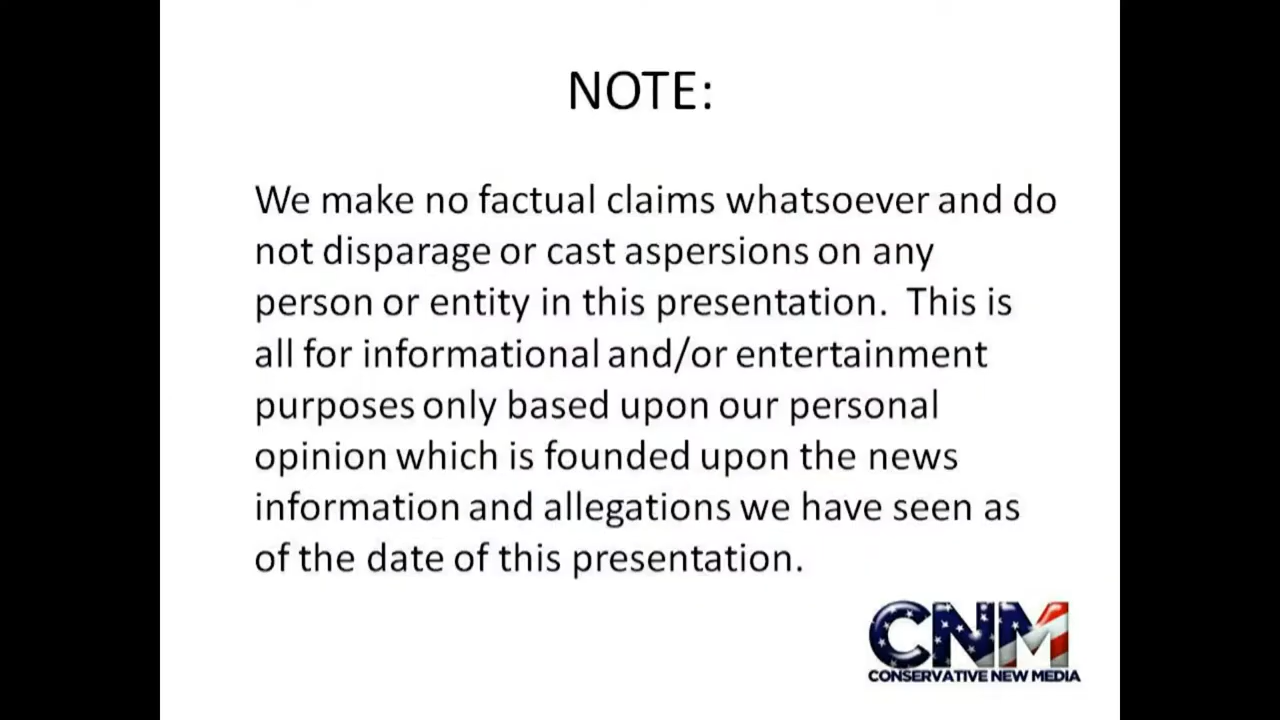 NOTE:
We make no factual claims whatsoever and do
not disparage or cast aspersions on any
person or entity in this presentation.  This is
all for informational and/or entertainment
purposes only based upon our personal
opinion which is founded upon the news
information and allegations we have seen as
of the date of this presentation.
CNM
CONSERVATIVE NEW MEDIA